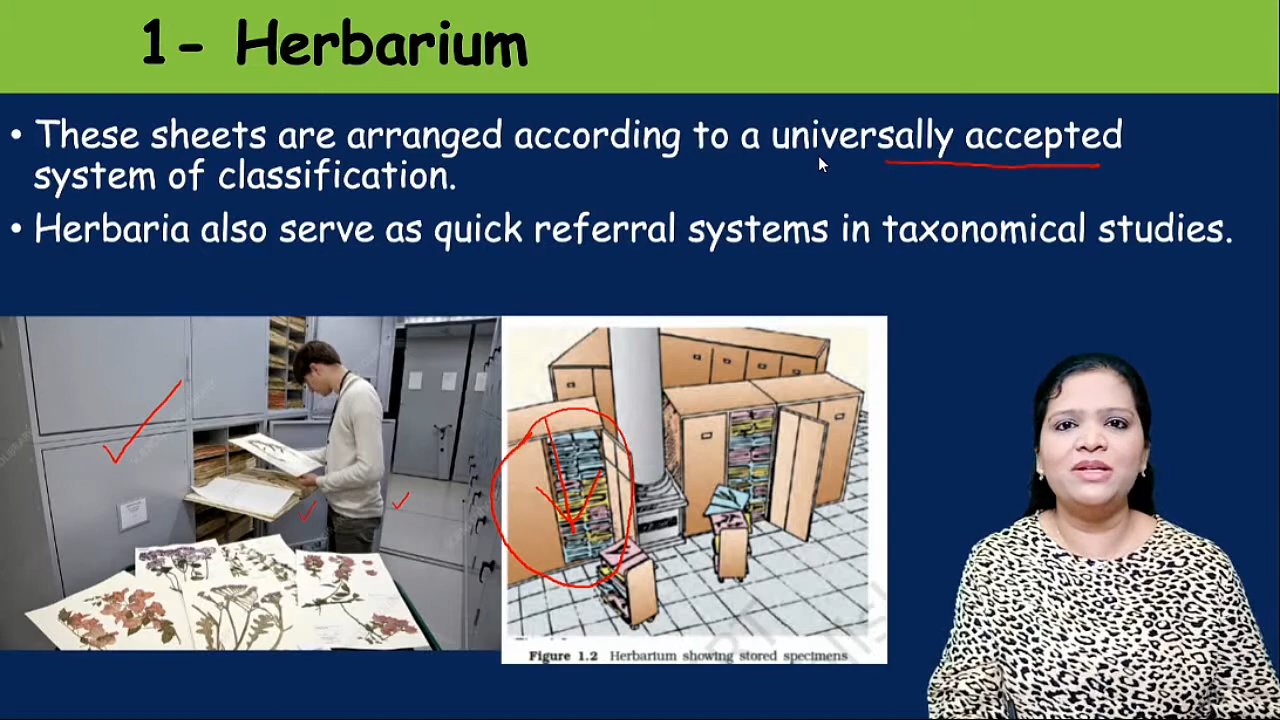 1- Herbarium
• These sheets are arranged according to a universally accepted
system of classification.
• Herbaria also serve as quick referral systems in taxonomical studies.
Figure 1.2 Herbarium showing stored specimens